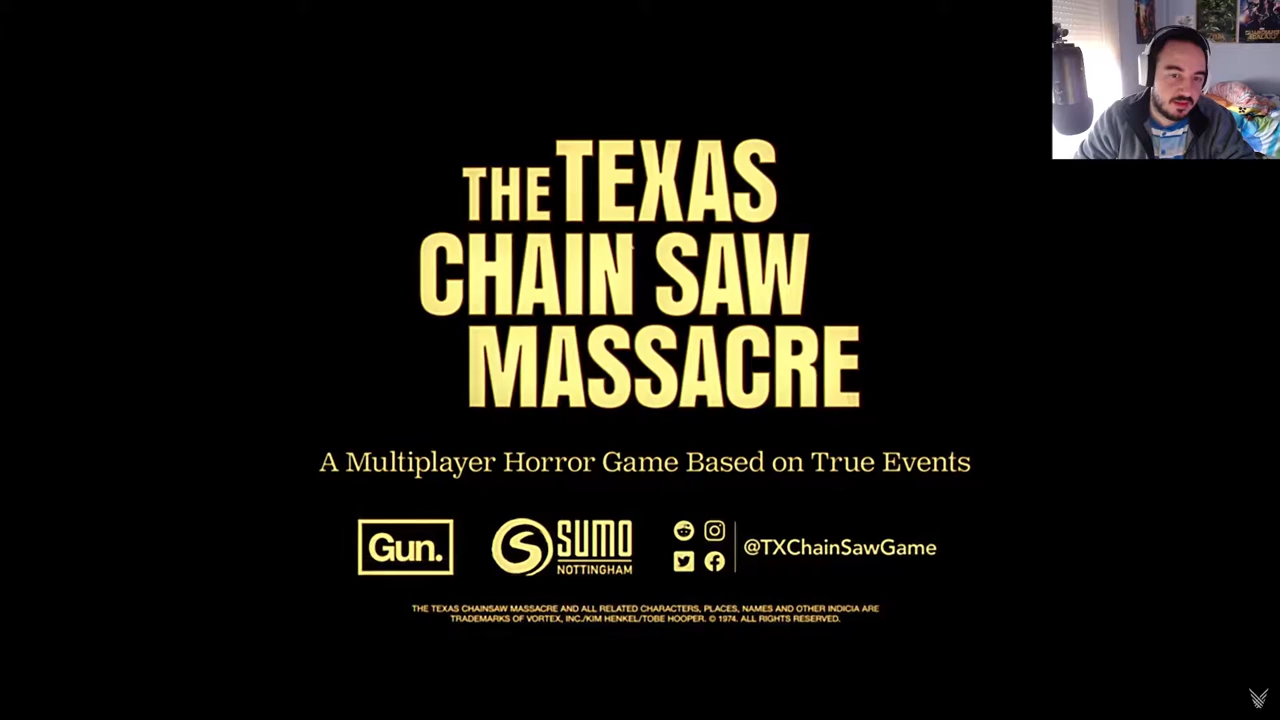 THE TEXAS
CHAIN SAW
MASSACRE
A Multiplayer Horror Game Based on True Events
Gun.
SUMO
NOTTINGHAM
@TXChainSawGame
THE TEXAS CHAINSAW MASSACRE AND ALL RELATED CHARACTERS, PLACES, NAMES AND OTHER INDICIA ARE
TRADEMARKS OF VORTEX, INC./KIM HENKEL/TOBE HOOPER. © 1974. ALL RIGHTS RESERVED.